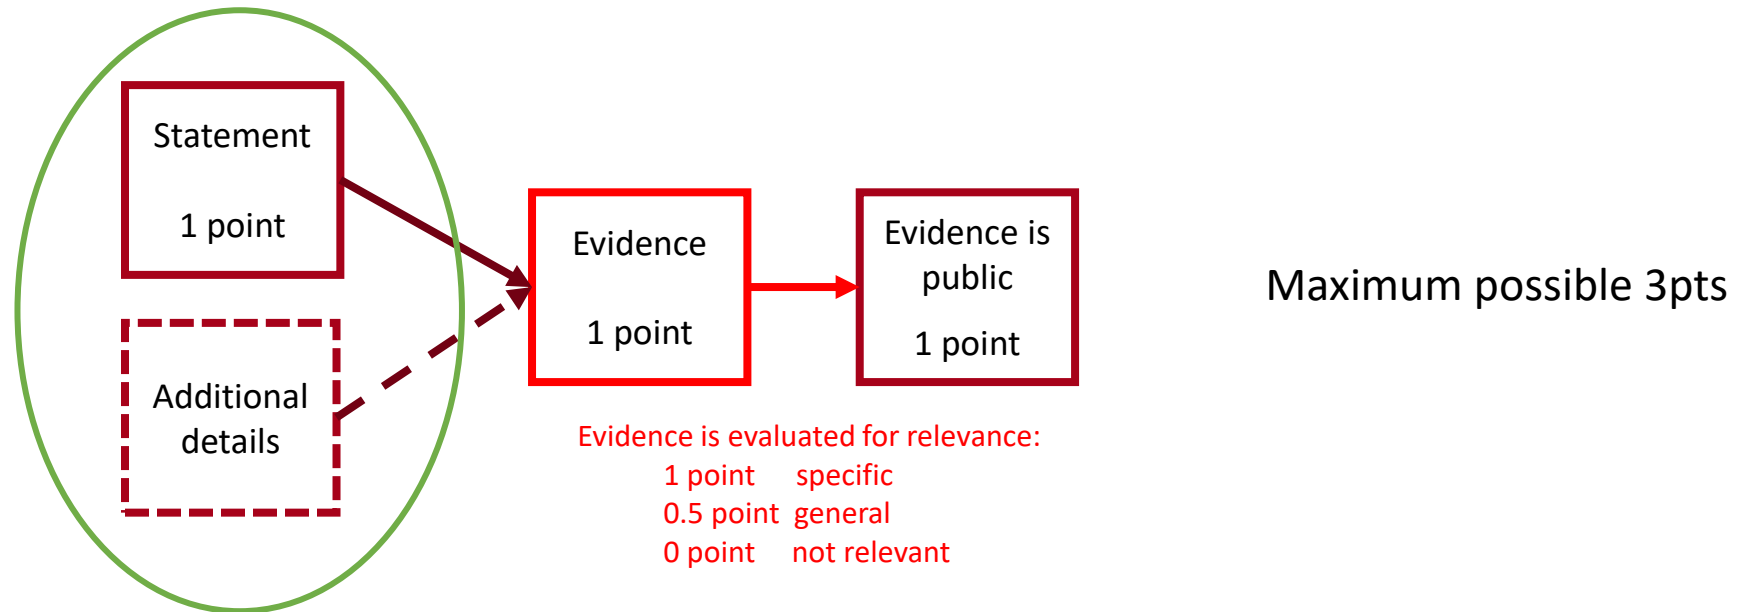 Statement
1 point
Additional
details
Evidence
1 point
Evidence is
public
1 point
Evidence is evaluated for relevance:
1 point specific
0.5 point general
0 point not relevant
Maximum possible 3pts